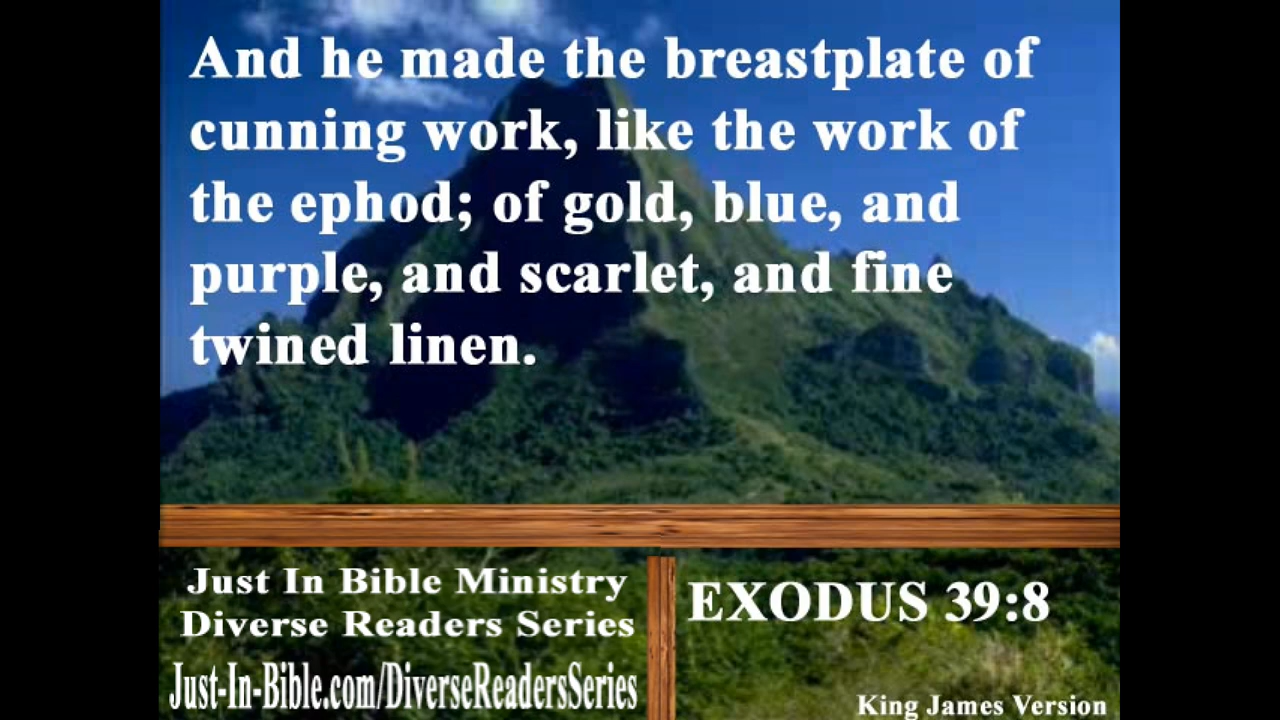 And he made the breastplate of
cunning work, like the work of
the ephod; of gold, blue, and
purple, and scarlet, and fine
twined linen.
Just In Bible Ministry
Diverse Readers Series
Just-In-Bible.com/DiverseReadersSeries
EXODUS 39:8
King James Version